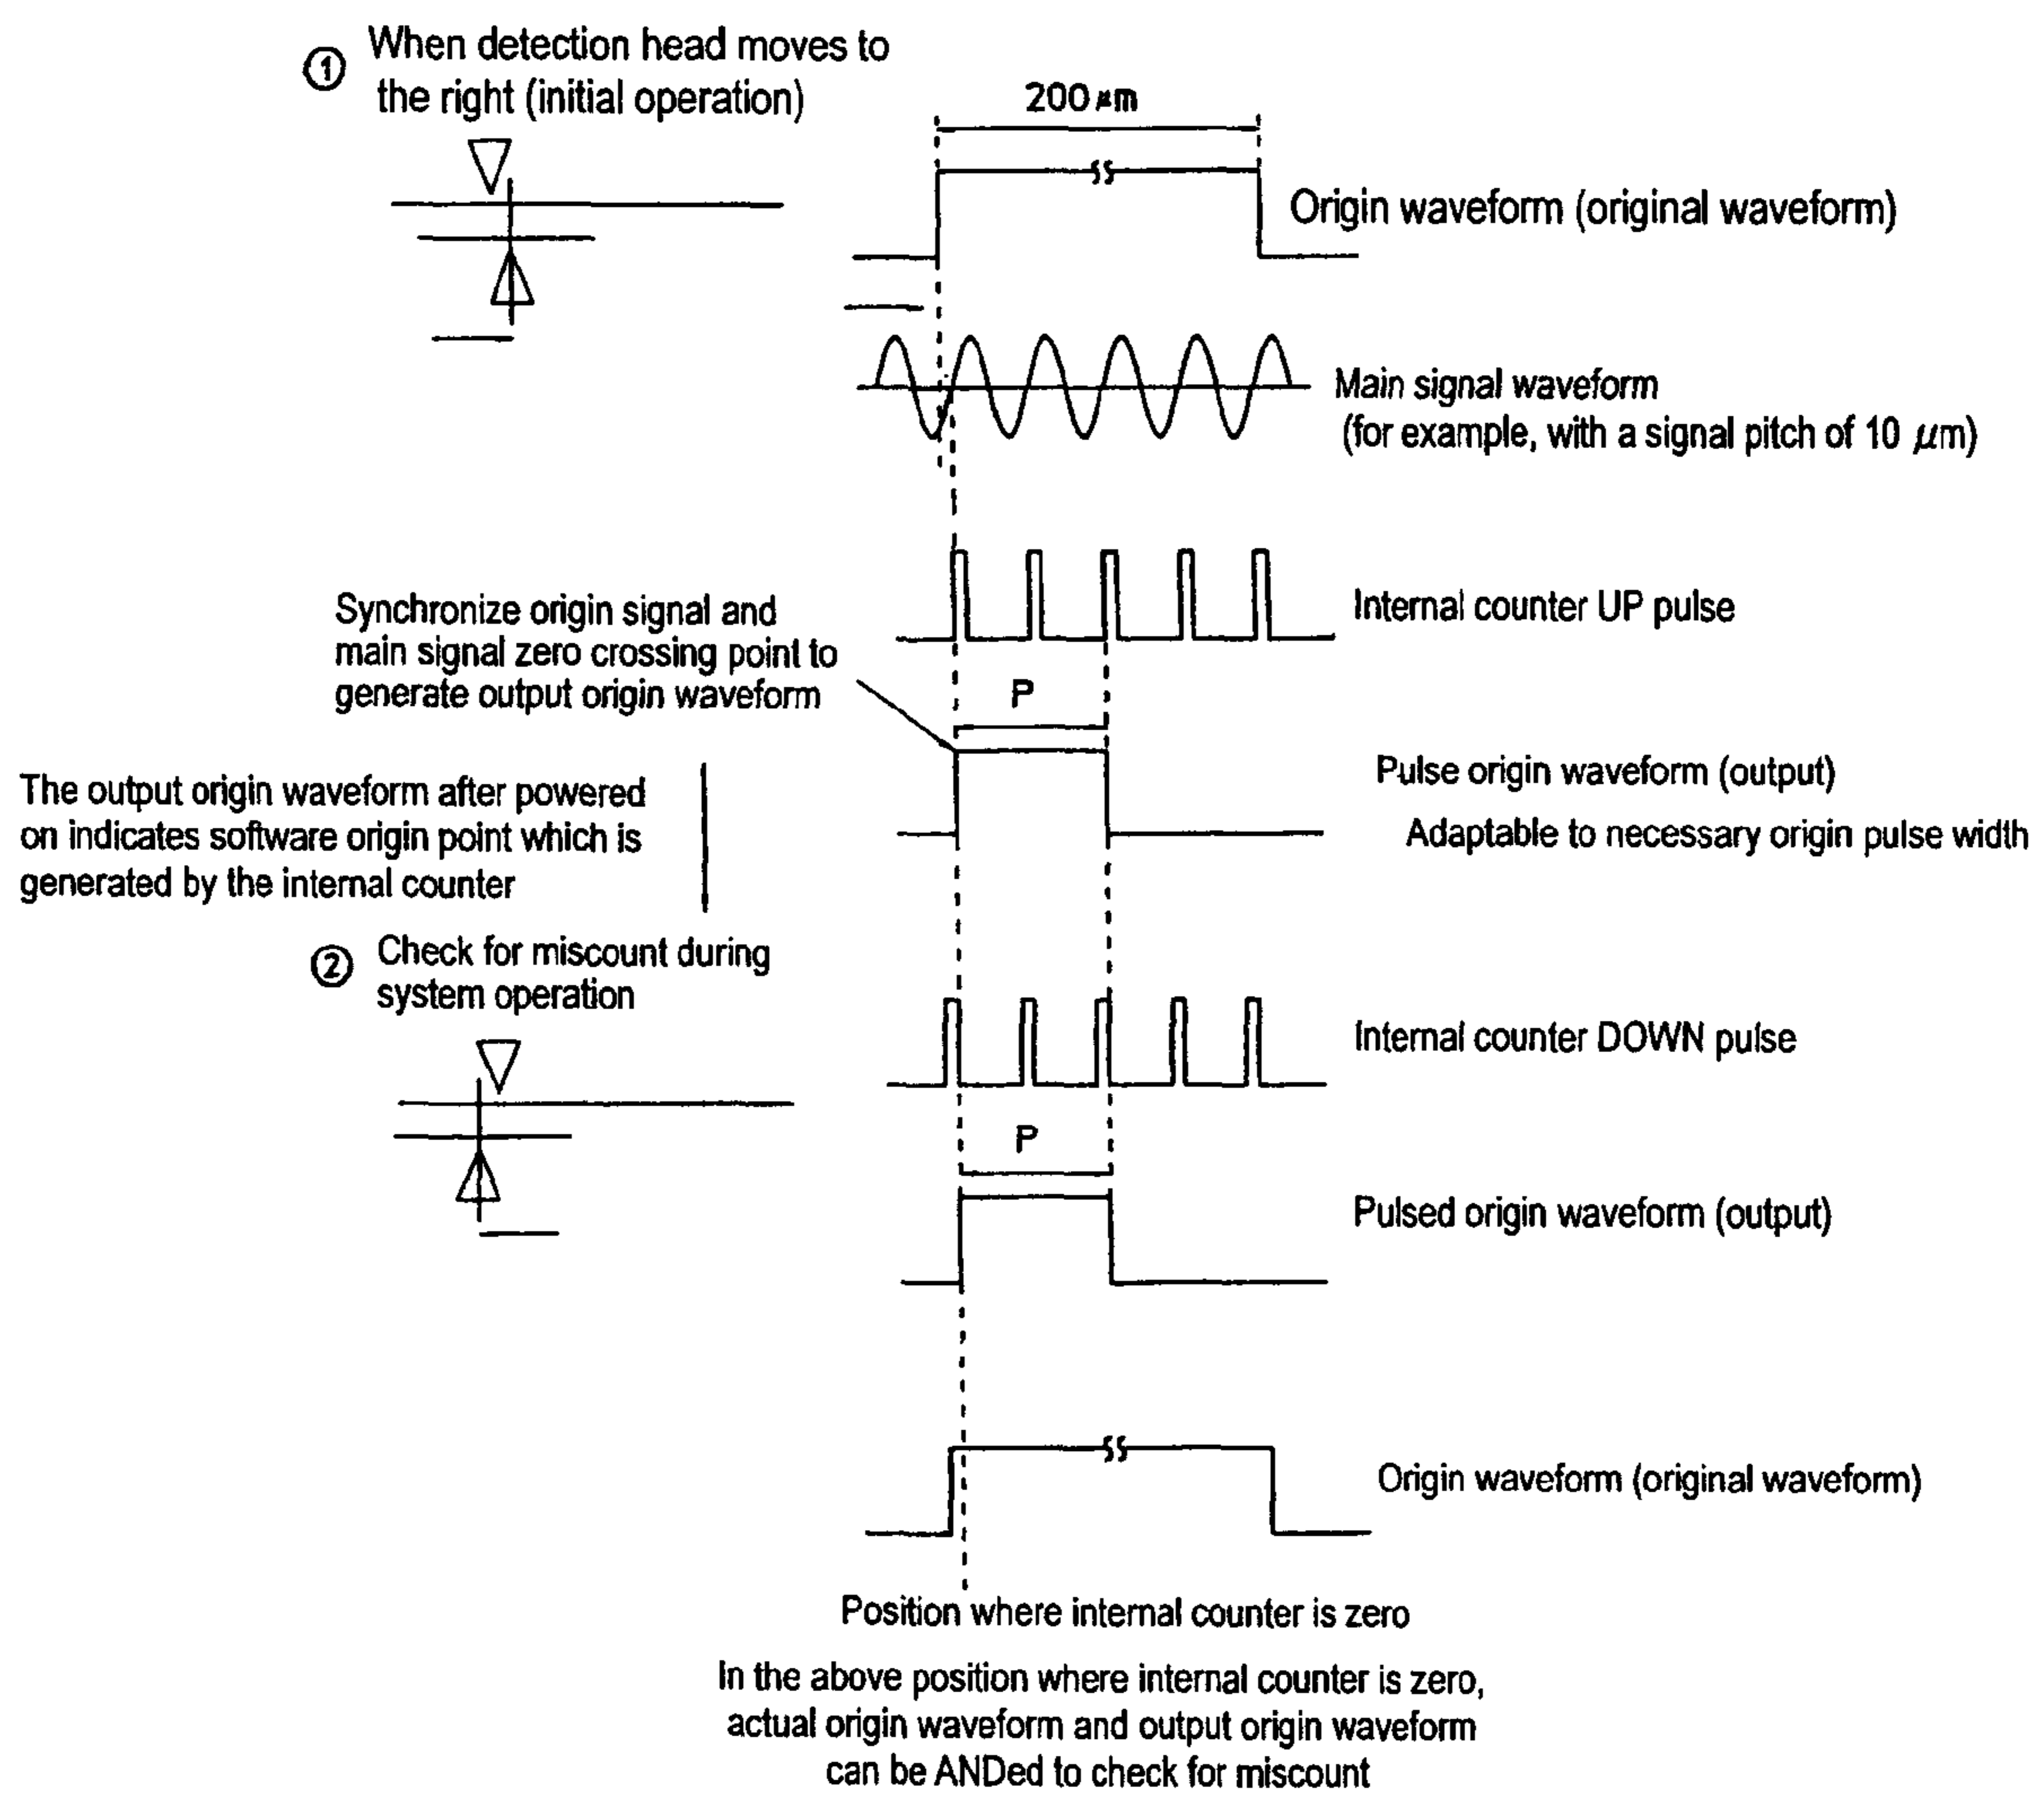 ① When detection head moves to
the right (initial operation)
200 μm
Origin waveform (original waveform)
Main signal waveform
(for example, with a signal pitch of 10 μm)
Internal counter UP pulse
Synchronize origin signal and
main signal zero crossing point to
generate output origin waveform
P
Pulse origin waveform (output)
Adaptable to necessary origin pulse width
The output origin waveform after powered
on indicates software origin point which is
generated by the internal counter
② Check for miscount during
system operation
Internal counter DOWN pulse
P
Pulsed origin waveform (output)
Origin waveform (original waveform)
Position where internal counter is zero
In the above position where internal counter is zero,
actual origin waveform and output origin waveform
can be ANDed to check for miscount